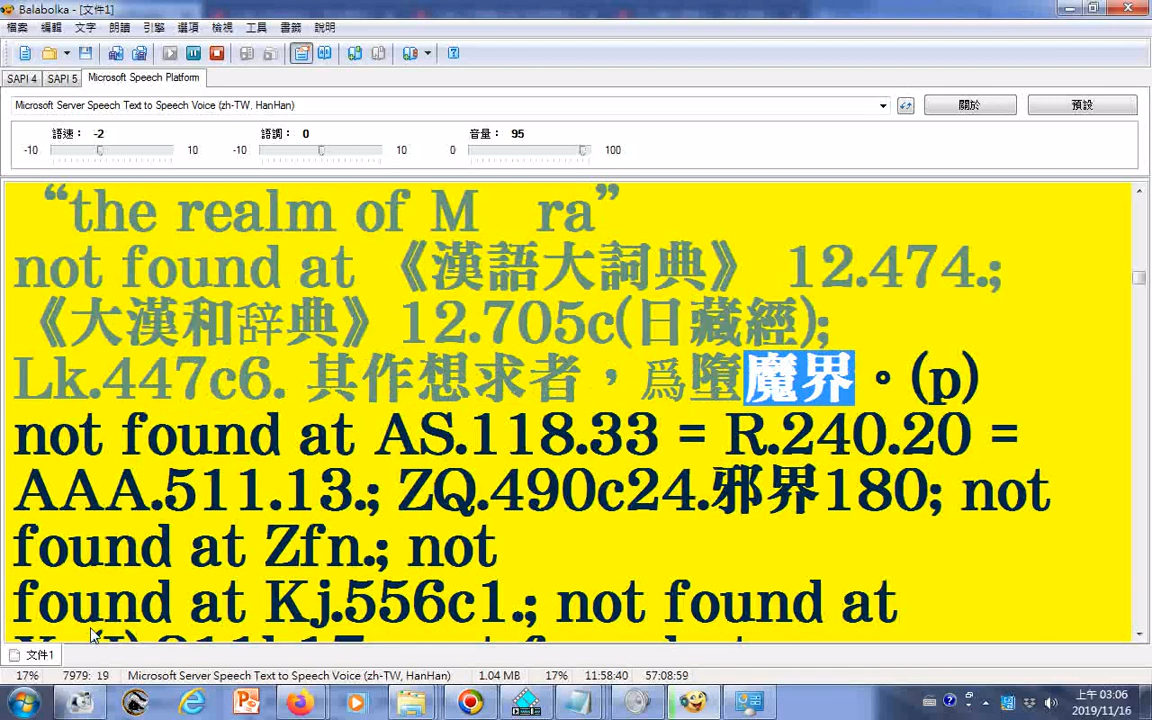 Balabolka - [文件1]
檔案 編輯 文字 朗讀 引擎 選項 檢視 工具 書籤 說明
SAPI 4 SAPI 5 Microsoft Speech Platform
Microsoft Server Speech Text to Speech Voice (zh-TW, HanHan) 關於 預設
語速： -2 語調： 0 音量： 95
-10 10 -10 10 0 100
“the realm of M ra”
not found at 《漢語大詞典》 12.474.;
《大漢和辞典》12.705c(日藏經);
Lk.447c6. 其作想求者，爲墮魔界。(p)
not found at AS.118.33 = R.240.20 =
AAA.511.13.; ZQ.490c24.邪界180; not
found at Zfn.; not
found at Kj.556c1.; not found at
文件1
17% 7979: 19 Microsoft Server Speech Text to Speech Voice (zh-TW, HanHan) 1.04 MB 17% 11:58:40 57:08:59
上午 03:06
2019/11/16